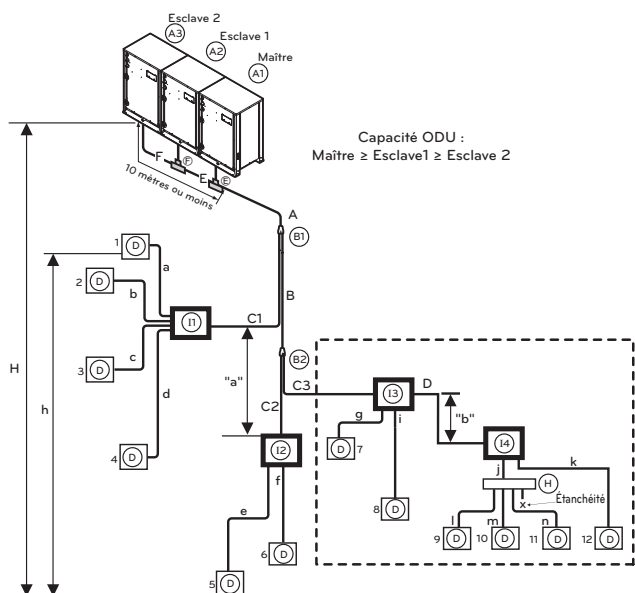 Esclave 2
A3
Esclave 1
A2
Maître
A1
Capacité ODU :
Maître ≥ Esclave1 ≥ Esclave 2
F
F
E
E
10 mètres ou moins
A
B1
1
D
a
2
D
b
B
I1
C1
H
3
D
c
"a"
B2
d
C3
I3
D
h
C2
"b"
g
i
4
D
I2
D
7
I4
j
k
f
H
x
Étanchéité
e
8
D
l
m
n
9
D
10
D
11
D
12
D
6
D
5
D